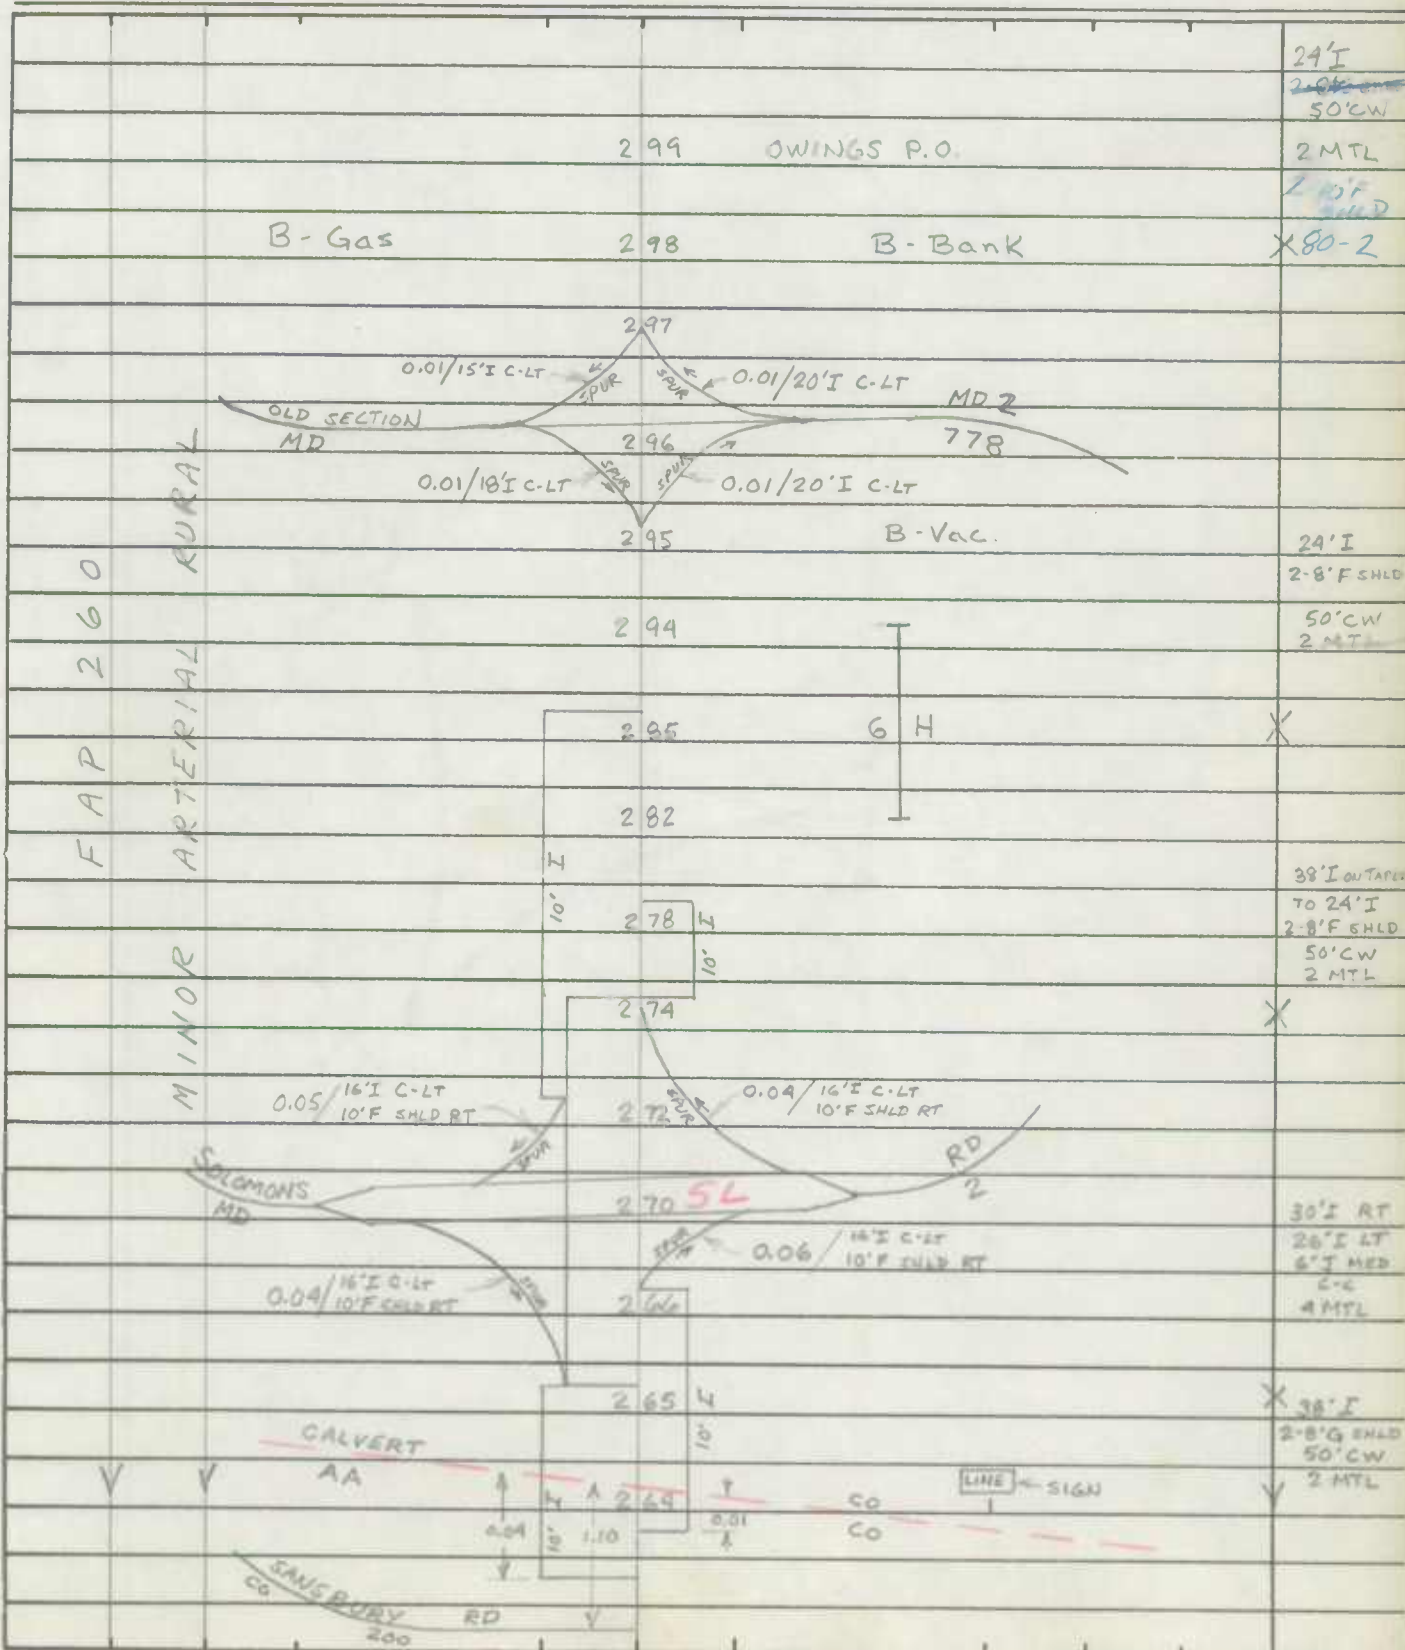 24'I
50'CW
2 99 OWINGS P.O.
2 MTL
B-Gas 2 98 B-Bank
X 80-2
2 97
0.01/15'I C-LT SPUR SPUR 0.01/20'I C-LT
OLD SECTION MD 2
MD 2 96 778
0.01/18'I C-LT SPUR SPUR 0.01/20'I C-LT
2 95 B-Vac.
24'I
2-8'F SHLD
50'CW
2 94
2 MTL
FAP 260
MINOR ARTERIAL RURAL
2 85 6 H X
2 82
10' I
38'I ON TAPER
TO 24'I
2-8'F SHLD
50'CW
2 MTL
2 78 10' I
2 74 X
0.05/16'I C-LT
10'F SHLD RT
SPUR
2 72
SPUR
0.04/16'I C-LT
10'F SHLD RT
SOLOMONS RD
MD 2
2 70 5L
30'I RT
26'I LT
6'I MED
C-C
4 MTL
SPUR 0.06/16'I C-LT
10'F SHLD RT
0.04/16'I C-LT
10'F SHLD RT
SPUR
2 66
2 65 10' I X
38'I
2-8'G SHLD
50'CW
2 MTL
CALVERT CO
AA CO
LINE SIGN
2 64
0.04 10' I 1.10 0.01
SANSBURY RD
CO 200